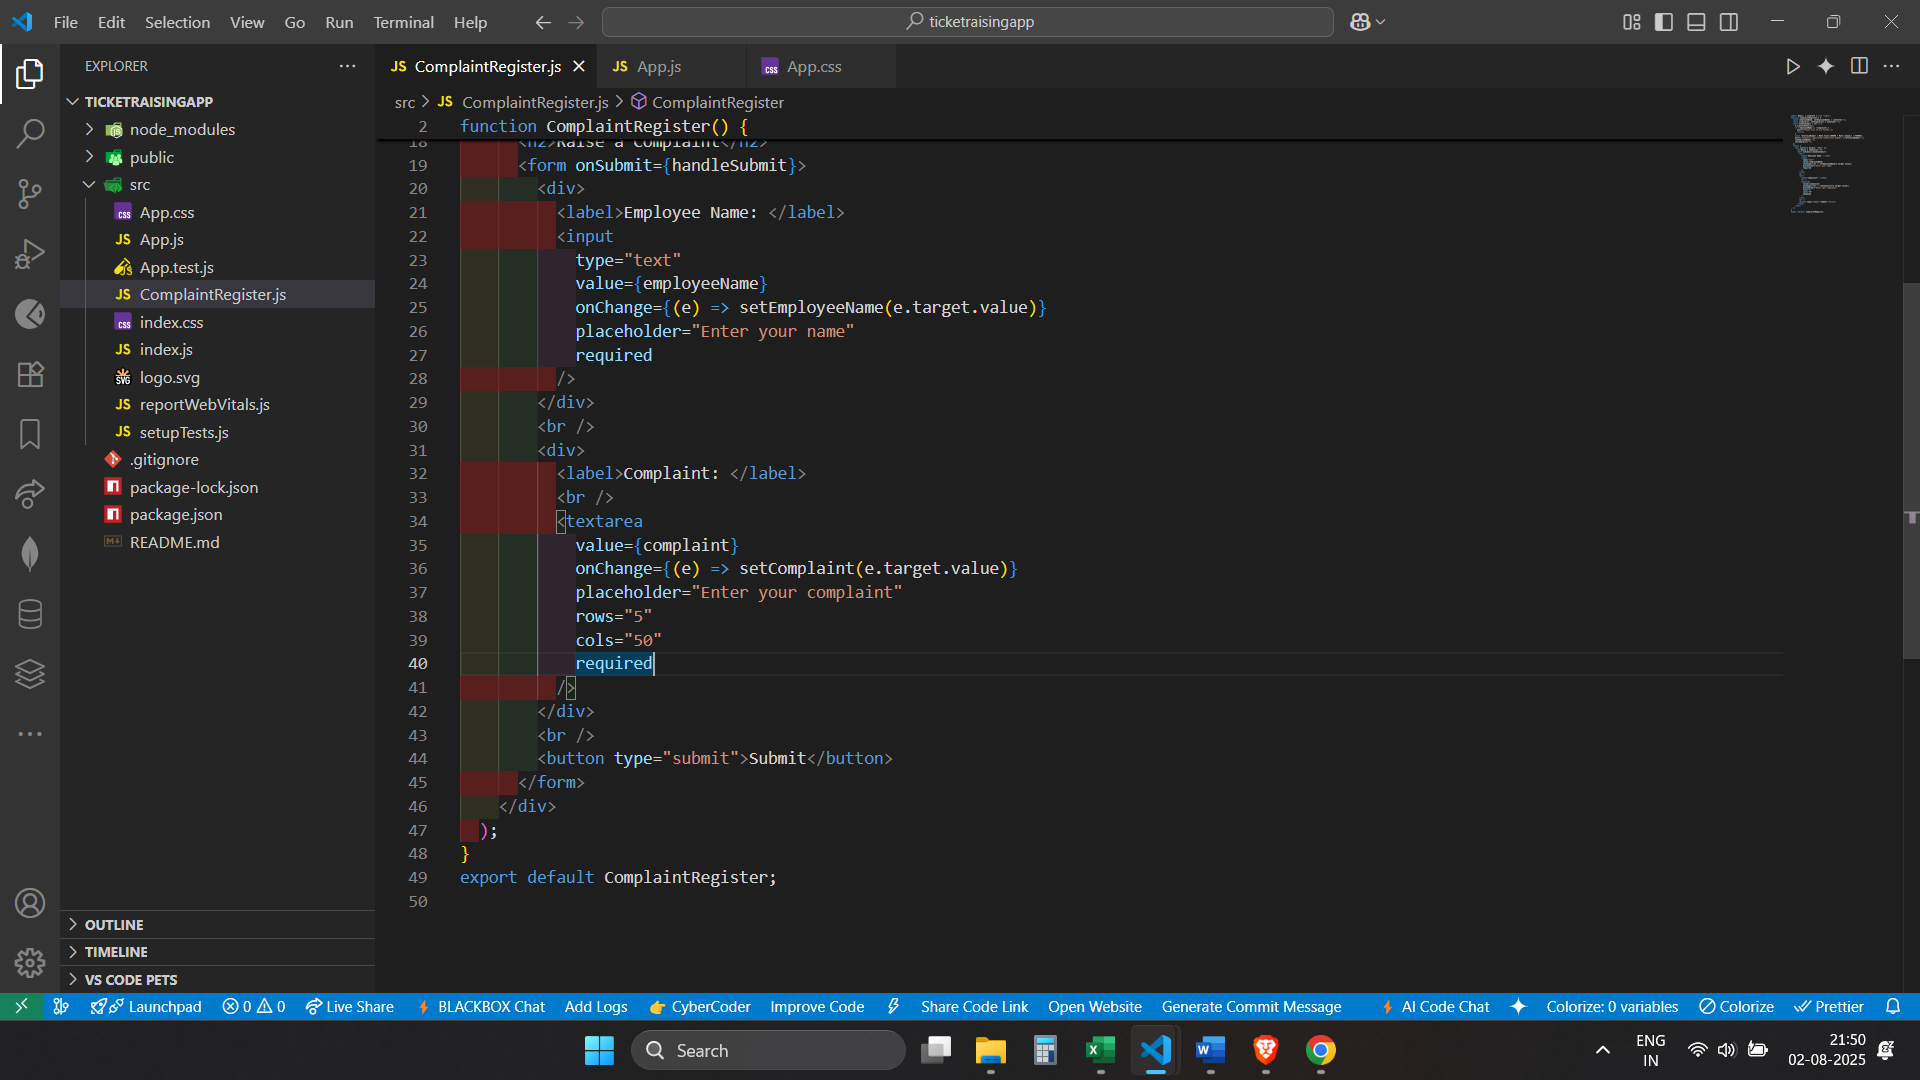 File Edit Selection View Go Run Terminal Help
ticketraisingapp
EXPLORER
TICKETRAISINGAPP
node_modules
public
src
App.css
App.js
App.test.js
ComplaintRegister.js
index.css
index.js
logo.svg
reportWebVitals.js
setupTests.js
.gitignore
package-lock.json
package.json
README.md
OUTLINE
TIMELINE
VS CODE PETS
JS ComplaintRegister.js
JS App.js
css App.css
src > JS ComplaintRegister.js > ComplaintRegister
2 function ComplaintRegister() {
18 <h2>Raise a Complaint</h2>
19 <form onSubmit={handleSubmit}>
20 <div>
21 <label>Employee Name: </label>
22 <input
23 type="text"
24 value={employeeName}
25 onChange={(e) => setEmployeeName(e.target.value)}
26 placeholder="Enter your name"
27 required
28 />
29 </div>
30 <br />
31 <div>
32 <label>Complaint: </label>
33 <br />
34 <textarea
35 value={complaint}
36 onChange={(e) => setComplaint(e.target.value)}
37 placeholder="Enter your complaint"
38 rows="5"
39 cols="50"
40 required
41 />
42 </div>
43 <br />
44 <button type="submit">Submit</button>
45 </form>
46 </div>
47 );
48 }
49 export default ComplaintRegister;
50
Launchpad 0 0 Live Share BLACKBOX Chat Add Logs CyberCoder Improve Code Share Code Link Open Website Generate Commit Message AI Code Chat Colorize: 0 variables Colorize Prettier
Search
ENG
IN
21:50
02-08-2025